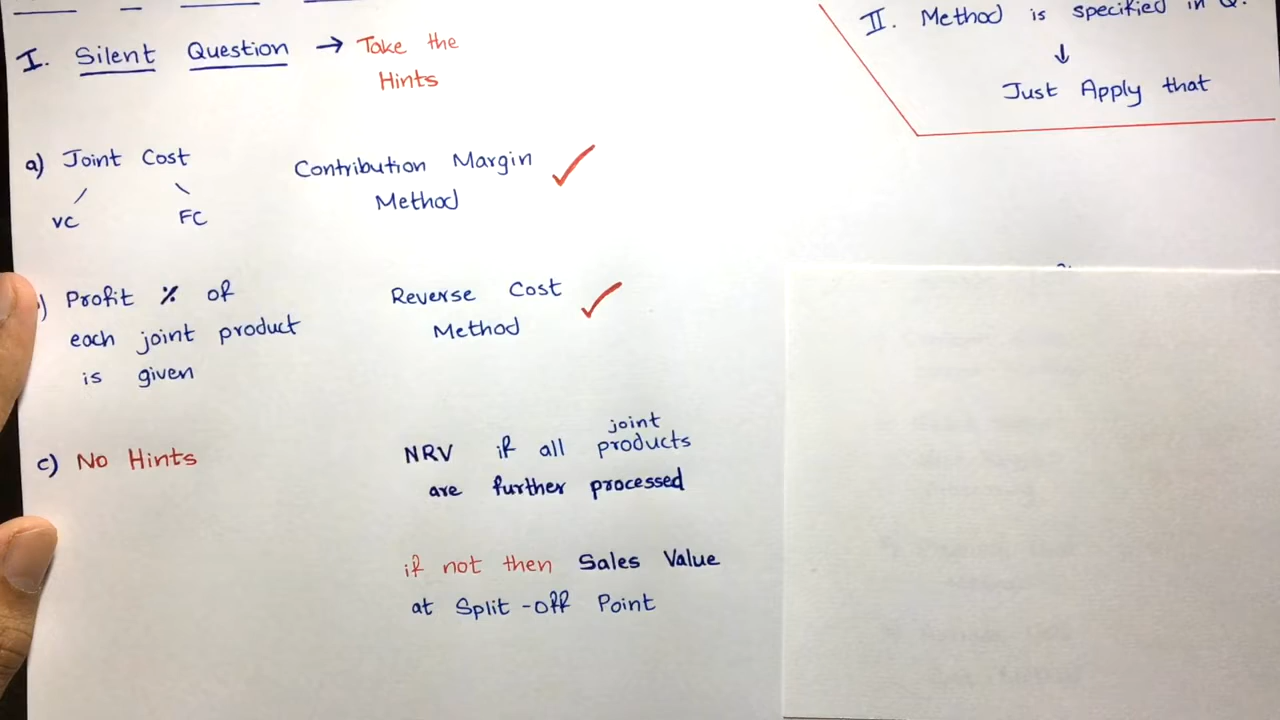 I. Silent Question → Take the
Hints
a) Joint Cost
VC FC
Contribution Margin
Method
) Profit % of
each joint product
is given
Reverse Cost
Method
c) No Hints
NRV if all joint products
are further processed
if not then Sales Value
at Split-off Point
II. Method is specified in Q.
↓
Just Apply that